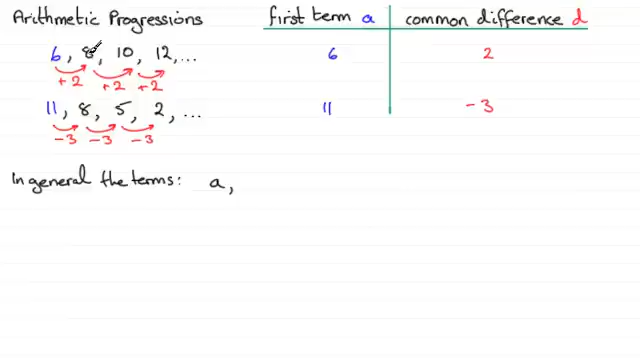 Arithmetic Progressions first term a common difference d
6, 8, 10, 12, ... 6 2
+2 +2 +2
11, 8, 5, 2, ... 11 -3
-3 -3 -3
In general the terms: a,